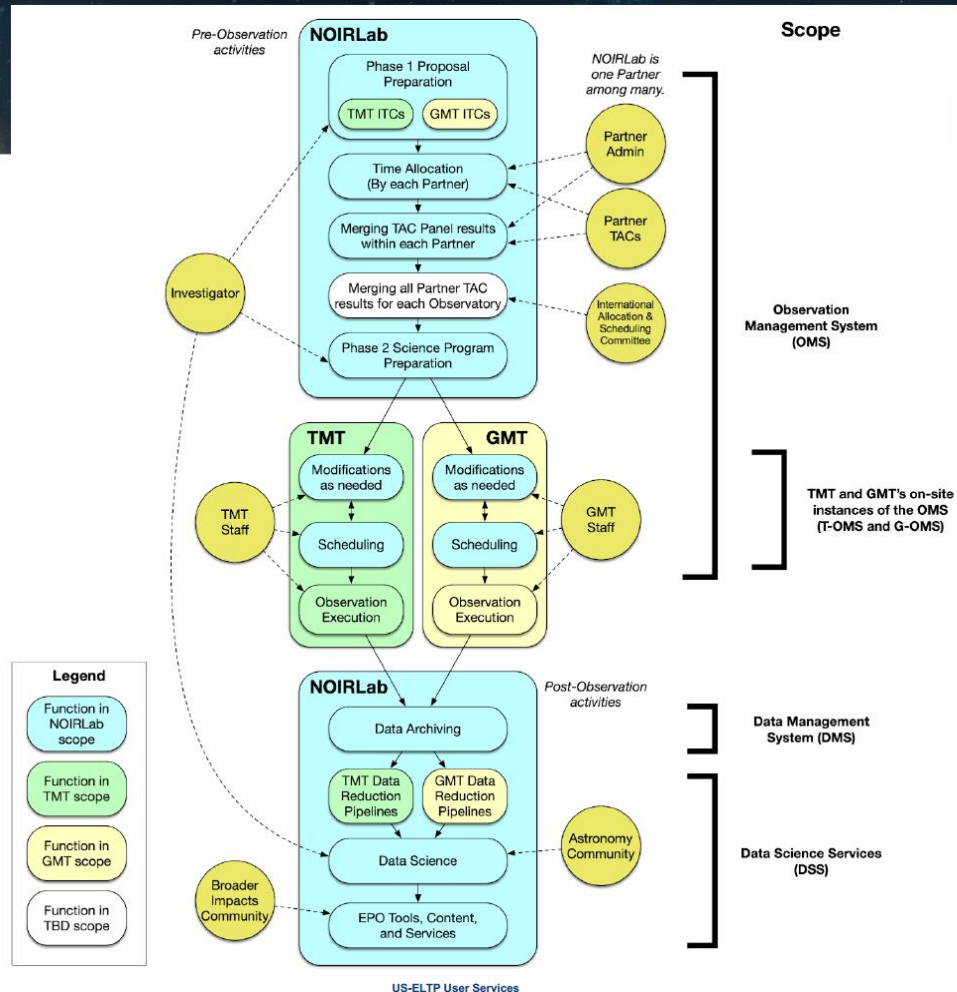 Pre-Observation
activities
NOIRLab
Scope
Phase 1 Proposal
Preparation
TMT ITCs
GMT ITCs
NOIRLab is
one Partner
among many.
Partner
Admin
Time Allocation
(By each Partner)
Partner
TACs
Merging TAC Panel results
within each Partner
Investigator
Merging all Partner TAC
results for each Observatory
International
Allocation &
Scheduling
Committee
Observation
Management System
(OMS)
Phase 2 Science Program
Preparation
TMT
GMT
Modifications
as needed
Modifications
as needed
TMT
Staff
GMT
Staff
TMT and GMT's on-site
instances of the OMS
(T-OMS and G-OMS)
Scheduling
Scheduling
Observation
Execution
Observation
Execution
Legend
Function in
NOIRLab
scope
Function in
TMT scope
Function in
GMT scope
Function in
TBD scope
NOIRLab
Post-Observation
activities
Data Archiving
Data Management
System (DMS)
TMT Data
Reduction
Pipelines
GMT Data
Reduction
Pipelines
Astronomy
Community
Data Science
Data Science Services
(DSS)
Broader
Impacts
Community
EPO Tools, Content,
and Services
US-ELTP User Services